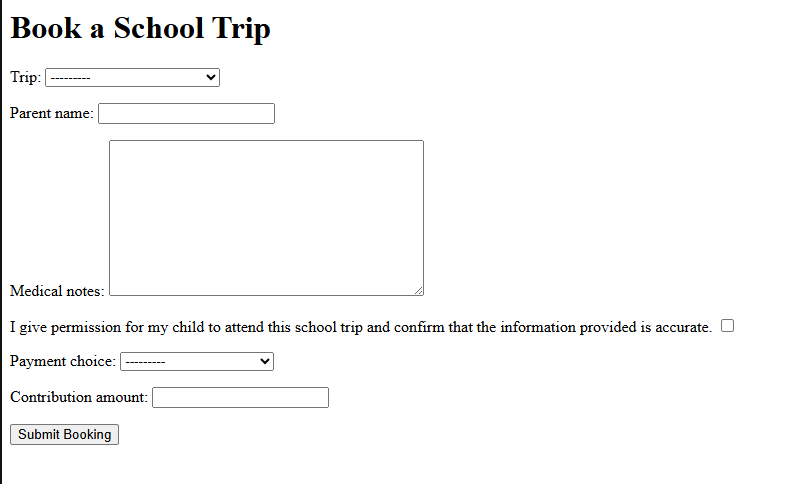 Book a School Trip
Trip: ---------
Parent name:
Medical notes:
I give permission for my child to attend this school trip and confirm that the information provided is accurate.
Payment choice: ---------
Contribution amount:
Submit Booking